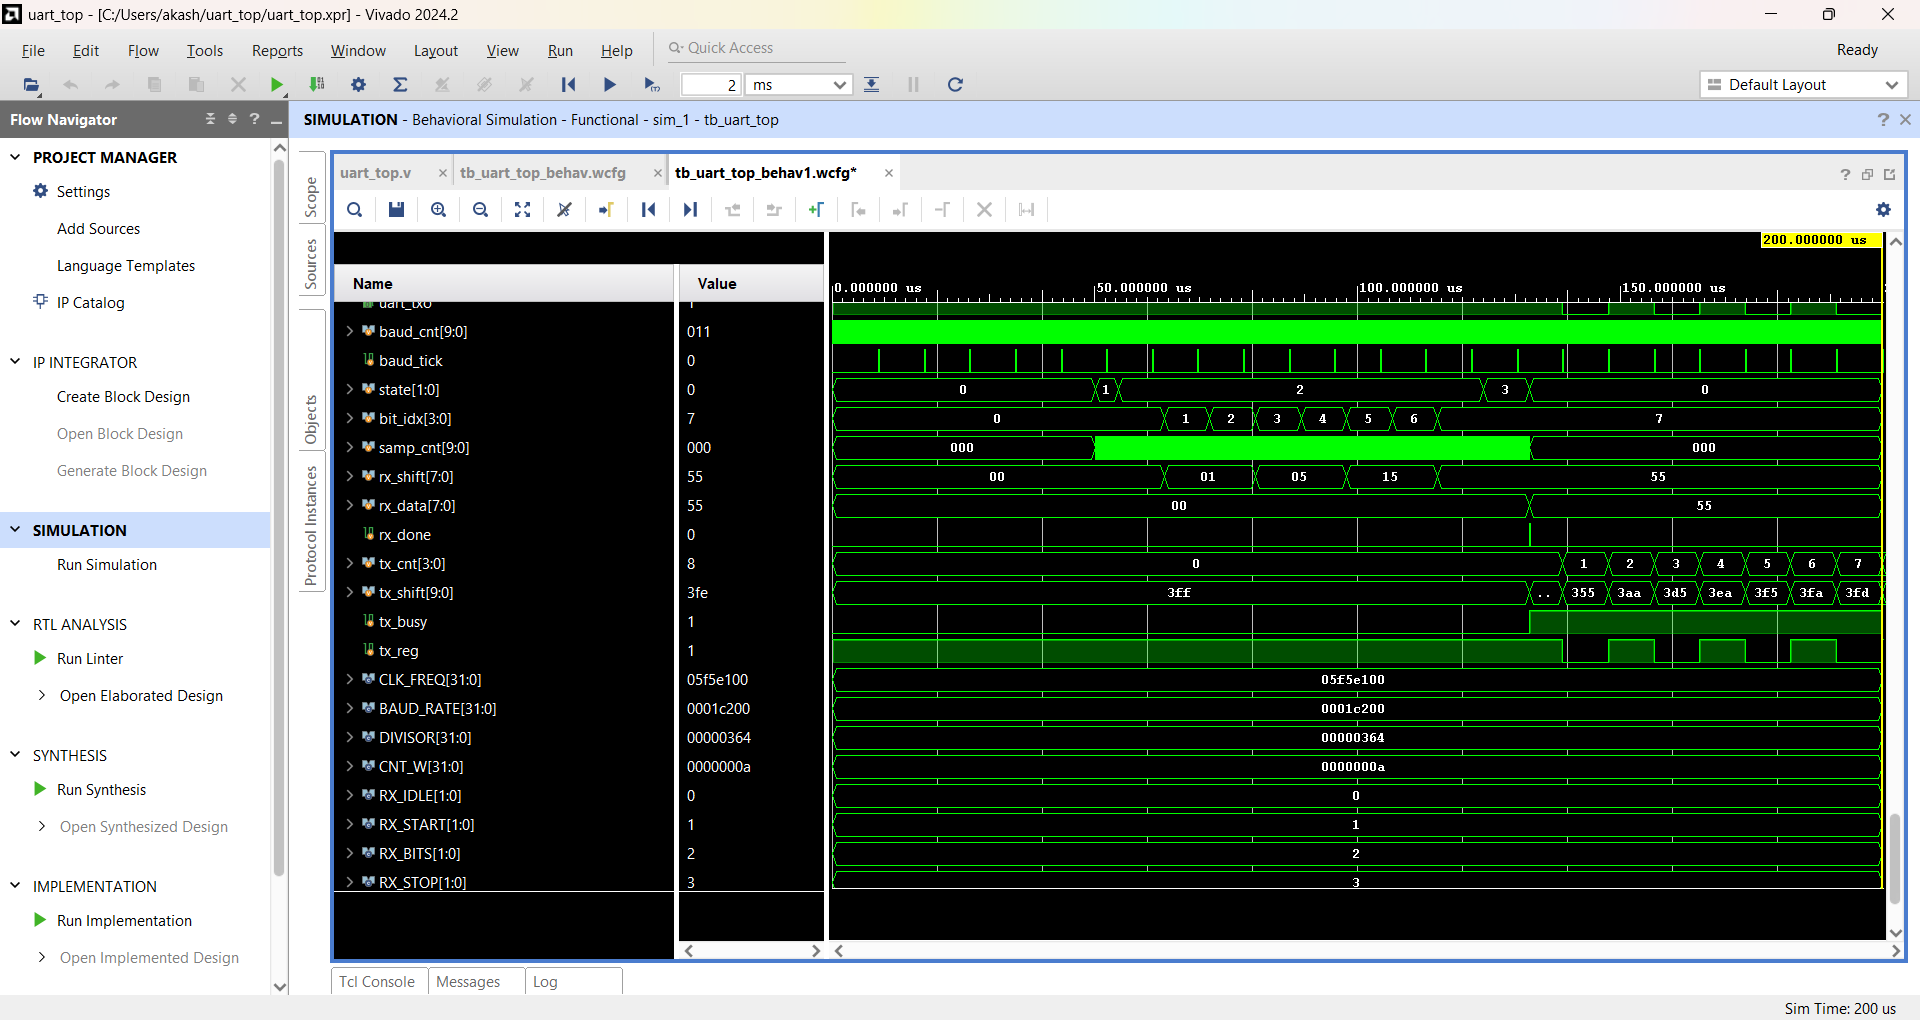 uart_top - [C:/Users/akash/uart_top/uart_top.xpr] - Vivado 2024.2
File Edit Flow Tools Reports Window Layout View Run Help Quick Access Ready
2 ms Default Layout
Flow Navigator
SIMULATION - Behavioral Simulation - Functional - sim_1 - tb_uart_top
PROJECT MANAGER
Settings
Add Sources
Language Templates
IP Catalog
IP INTEGRATOR
Create Block Design
Open Block Design
Generate Block Design
SIMULATION
Run Simulation
RTL ANALYSIS
Run Linter
Open Elaborated Design
SYNTHESIS
Run Synthesis
Open Synthesized Design
IMPLEMENTATION
Run Implementation
Open Implemented Design
Scope
Sources
Objects
Protocol Instances
uart_top.v tb_uart_top_behav.wcfg tb_uart_top_behav1.wcfg*
200.000000 us
Name Value 0.000000 us 50.000000 us 100.000000 us 150.000000 us
uart_txo 1
baud_cnt[9:0] 011
baud_tick 0
state[1:0] 0 0 1 2 3 0
bit_idx[3:0] 7 0 1 2 3 4 5 6 7
samp_cnt[9:0] 000 000 000
rx_shift[7:0] 55 00 01 05 15 55
rx_data[7:0] 55 00 55
rx_done 0
tx_cnt[3:0] 8 0 1 2 3 4 5 6 7
tx_shift[9:0] 3fe 3ff .. 355 3aa 3d5 3ea 3f5 3fa 3fd
tx_busy 1
tx_reg 1
CLK_FREQ[31:0] 05f5e100 05f5e100
BAUD_RATE[31:0] 0001c200 0001c200
DIVISOR[31:0] 00000364 00000364
CNT_W[31:0] 0000000a 0000000a
RX_IDLE[1:0] 0 0
RX_START[1:0] 1 1
RX_BITS[1:0] 2 2
RX_STOP[1:0] 3 3
Tcl Console Messages Log
Sim Time: 200 us